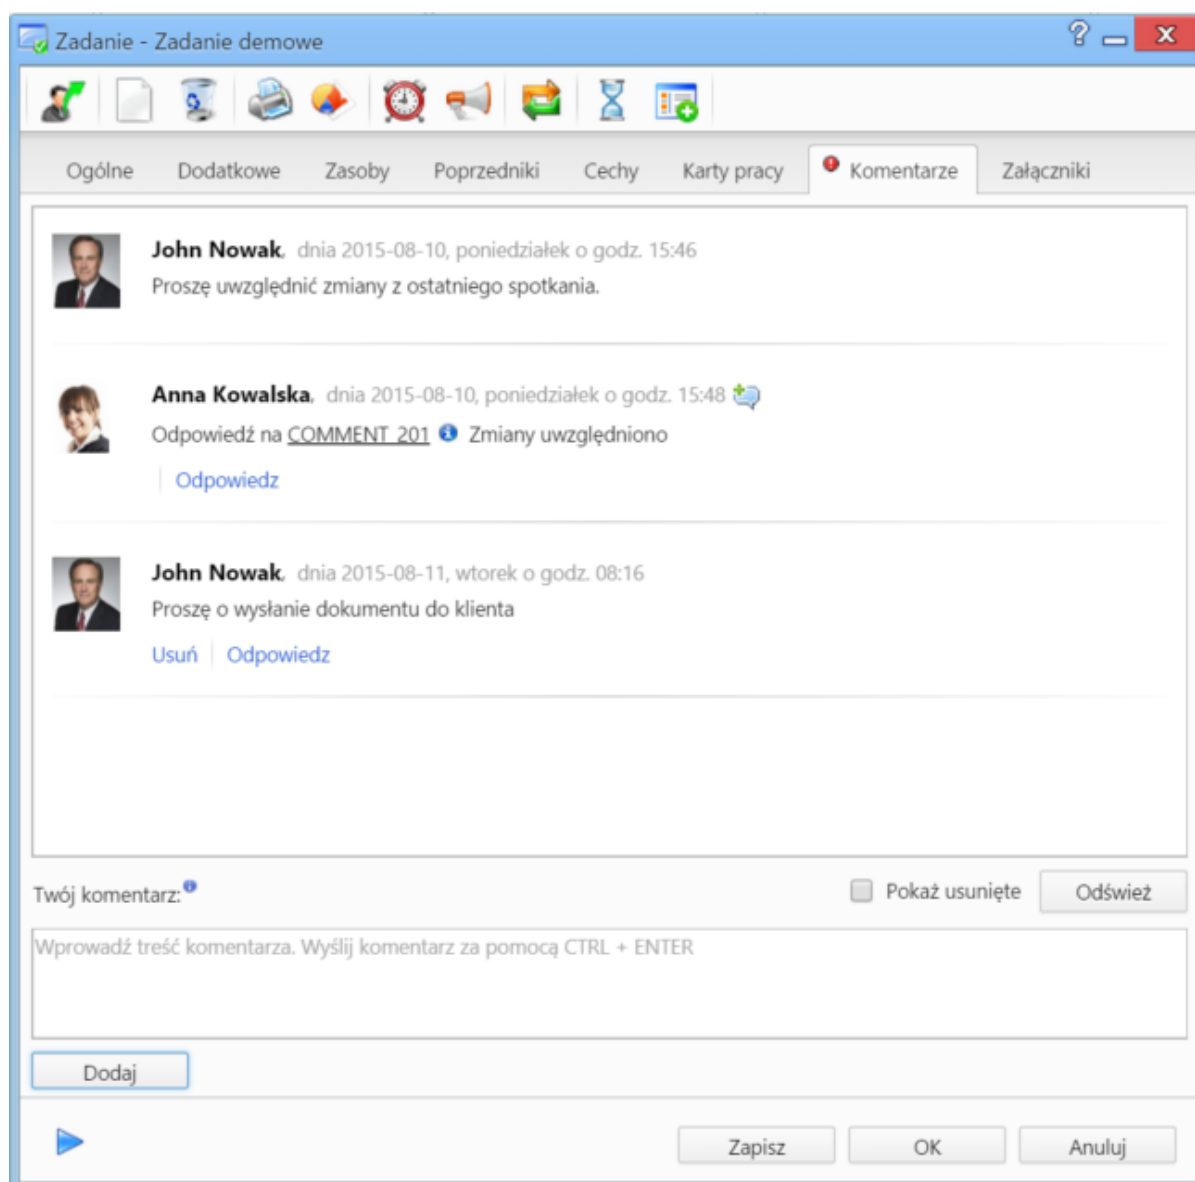 Zadanie - Zadanie demowe
Ogólne Dodatkowe Zasoby Poprzedniki Cechy Karty pracy Komentarze Załączniki
John Nowak, dnia 2015-08-10, poniedziałek o godz. 15:46
Proszę uwzględnić zmiany z ostatniego spotkania.
Anna Kowalska, dnia 2015-08-10, poniedziałek o godz. 15:48
Odpowiedź na COMMENT_201 Zmiany uwzględniono
Odpowiedz
John Nowak, dnia 2015-08-11, wtorek o godz. 08:16
Proszę o wysłanie dokumentu do klienta
Usuń Odpowiedz
Twój komentarz: Pokaż usunięte Odśwież
Wprowadź treść komentarza. Wyślij komentarz za pomocą CTRL + ENTER
Dodaj
Zapisz OK Anuluj